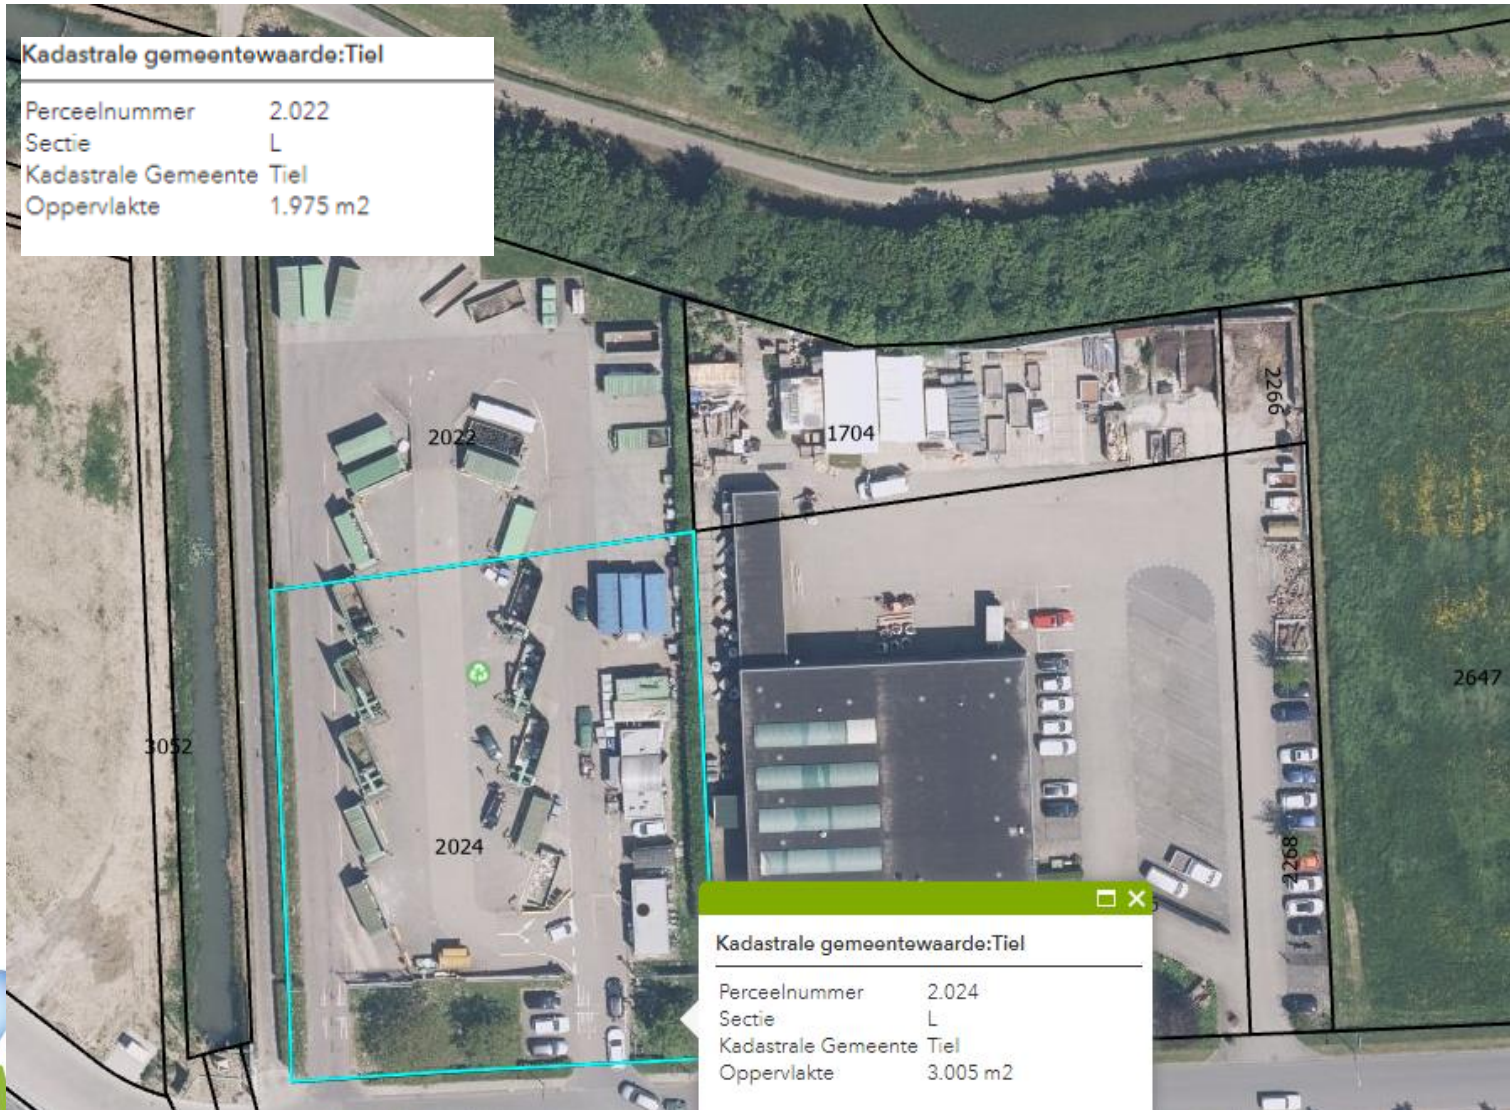 Kadastrale gemeentewaarde:Tiel
Perceelnummer 2.022
Sectie L
Kadastrale Gemeente Tiel
Oppervlakte 1.975 m2
2266
2022
1704
2647
3052
2024
2268
Kadastrale gemeentewaarde:Tiel
Perceelnummer 2.024
Sectie L
Kadastrale Gemeente Tiel
Oppervlakte 3.005 m2